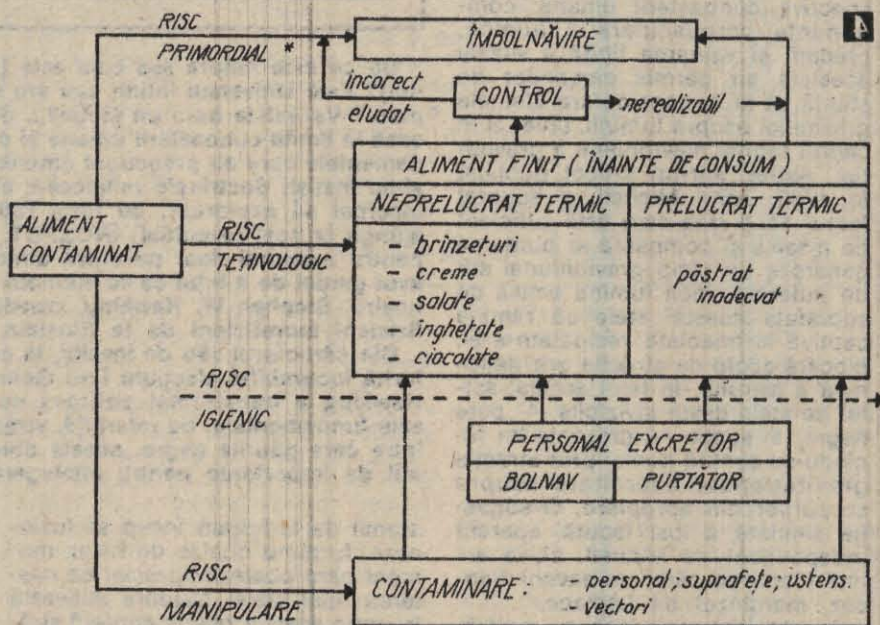 4
RISC
PRIMORDIAL *
ÎMBOLNĂVIRE
incorect
eludat
CONTROL
nerealizabil
ALIMENT FINIT ( ÎNAINTE DE CONSUM )
NEPRELUCRAT TERMIC
PRELUCRAT TERMIC
ALIMENT
CONTAMINAT
RISC
TEHNOLOGIC
– brînzeturi
– creme
– salate
– înghețate
– ciocolate
păstrat
inadecvat
RISC
IGIENIC
PERSONAL EXCRETOR
BOLNAV
PURTĂTOR
RISC
MANIPULARE
CONTAMINARE : – personal ; suprafețe ; ustens.
– vectori